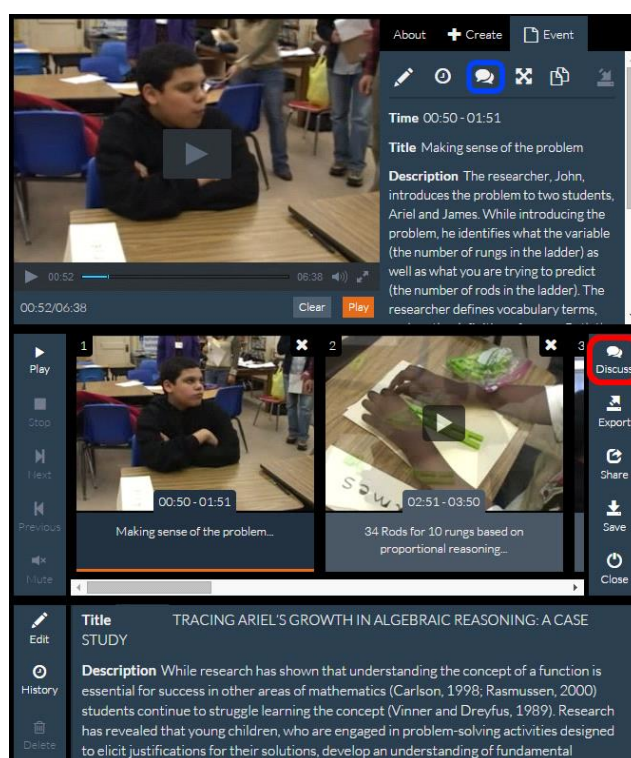 About Create Event
Time 00:50 - 01:51
Title Making sense of the problem
Description The researcher, John,
introduces the problem to two students,
Ariel and James. While introducing the
problem, he identifies what the variable
(the number of rungs in the ladder) as
well as what you are trying to predict
(the number of rods in the ladder). The
researcher defines vocabulary terms,
00:52 06:38
00:52/06:38 Clear Play
Play
Stop
Next
Previous
Mute
1
00:50 - 01:51
Making sense of the problem...
2
02:51 - 03:50
34 Rods for 10 rungs based on
proportional reasoning...
3
Discuss
Export
Share
Save
Close
Edit
History
Delete
Title TRACING ARIEL'S GROWTH IN ALGEBRAIC REASONING: A CASE
STUDY
Description While research has shown that understanding the concept of a function is
essential for success in other areas of mathematics (Carlson, 1998; Rasmussen, 2000)
students continue to struggle learning the concept (Vinner and Dreyfus, 1989). Research
has revealed that young children, who are engaged in problem-solving activities designed
to elicit justifications for their solutions, develop an understanding of fundamental